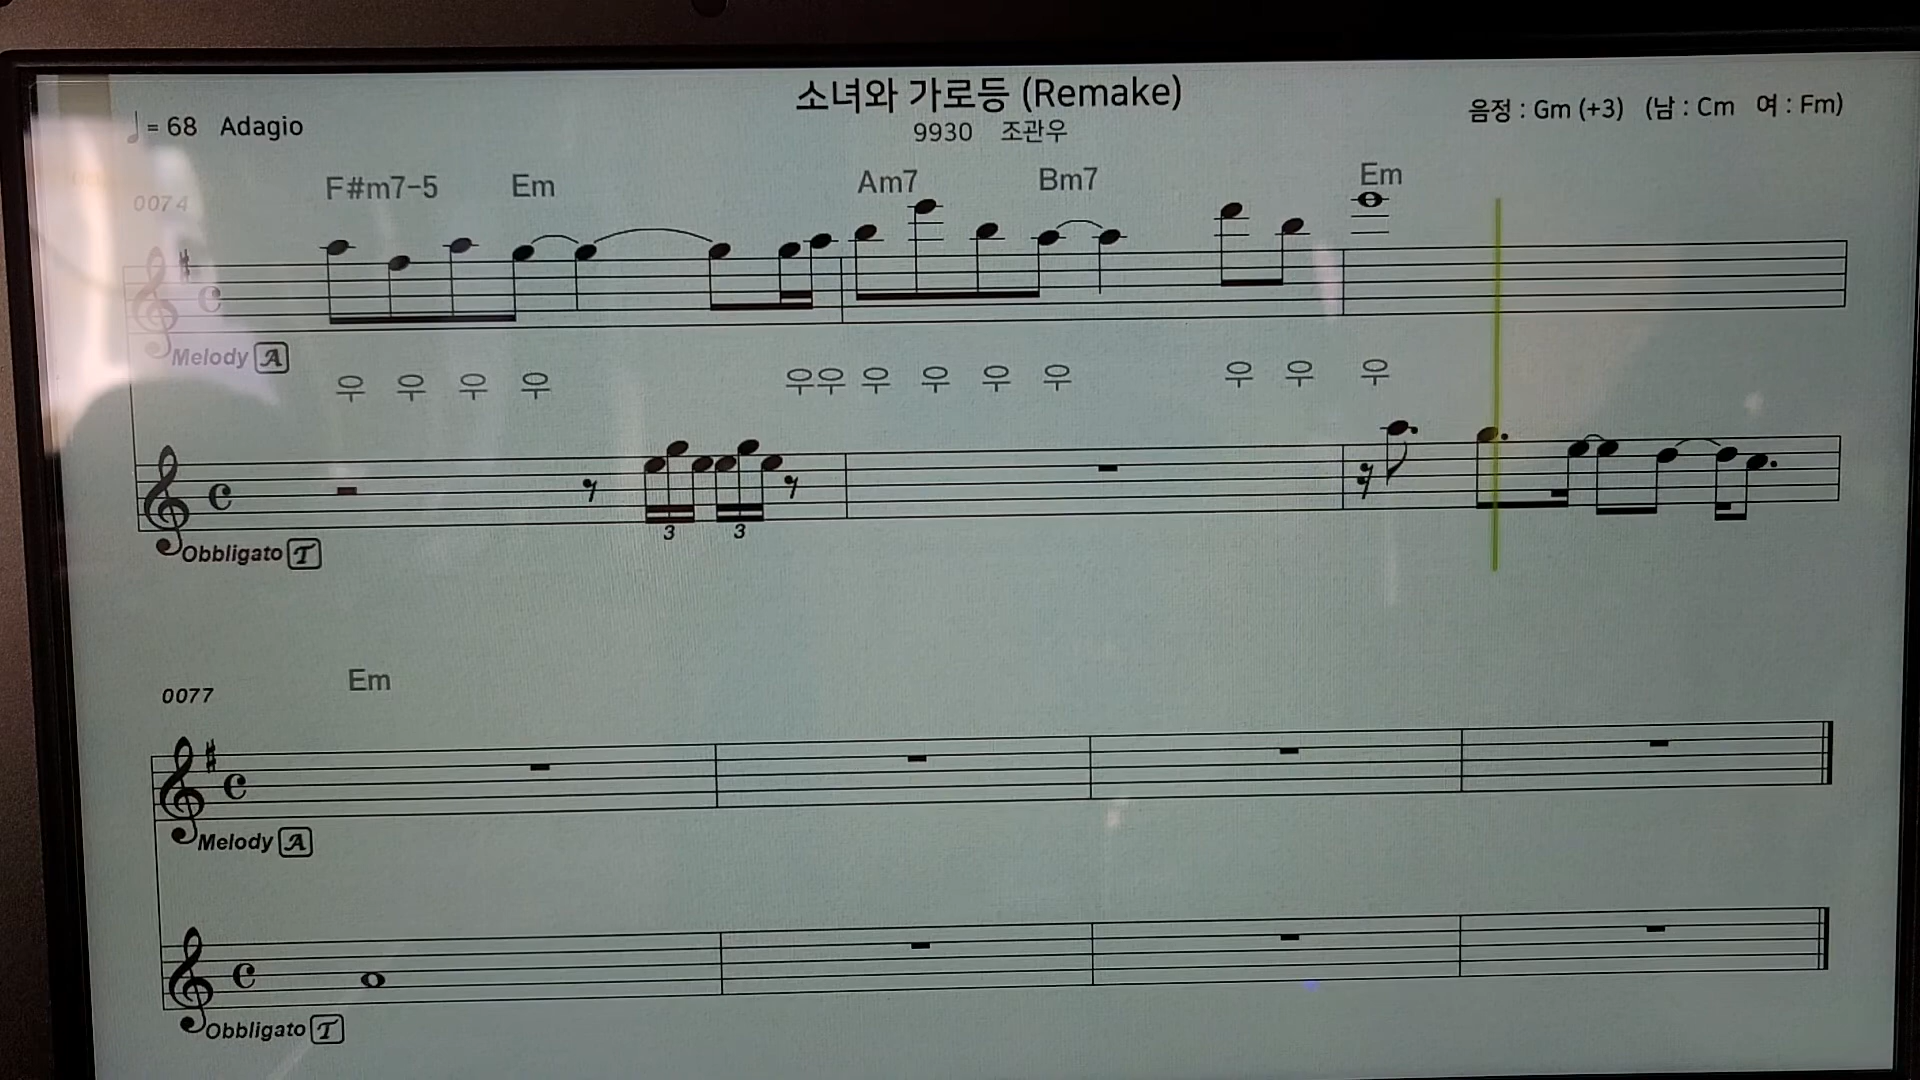 소녀와 가로등 (Remake)
♩= 68 Adagio
9930 조관우
음정 : Gm (+3) (남 : Cm 여 : Fm)
0074 F#m7-5 Em Am7 Bm7 Em
Melody A
우 우 우 우 우우 우 우 우 우 우 우 우
3 3
Obbligato T
0077 Em
Melody A
Obbligato T